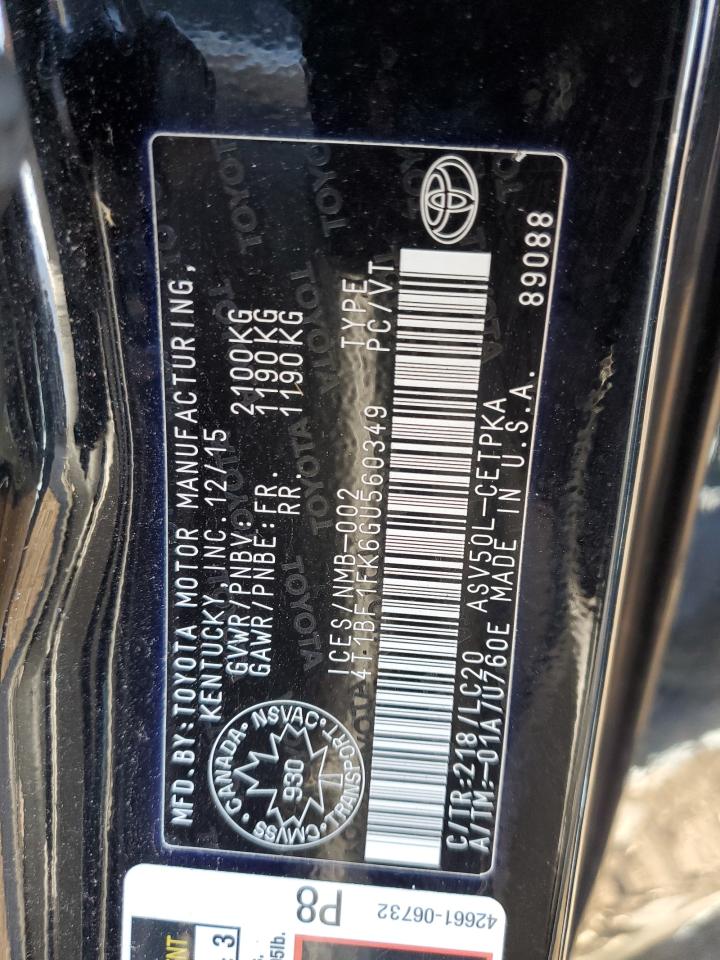 MFD.BY:TOYOTA MOTOR MANUFACTURING,
KENTUCKY,INC.12/15
GVWR/PNBV: 2100KG
GAWR/PNBE:FR. 1190KG
RR. 1190KG
CANADA
NSVAC
TRANSPORT
CMVSS
930
ICES/NMB-002 TYPE
4T1BF1FK6GU560349 PC/VT
C/TR:218/LC20 ASV50L-CETPKA
A/TM:-01A/U760E MADE IN U.S.A.
89088
P8
42661-06732
3